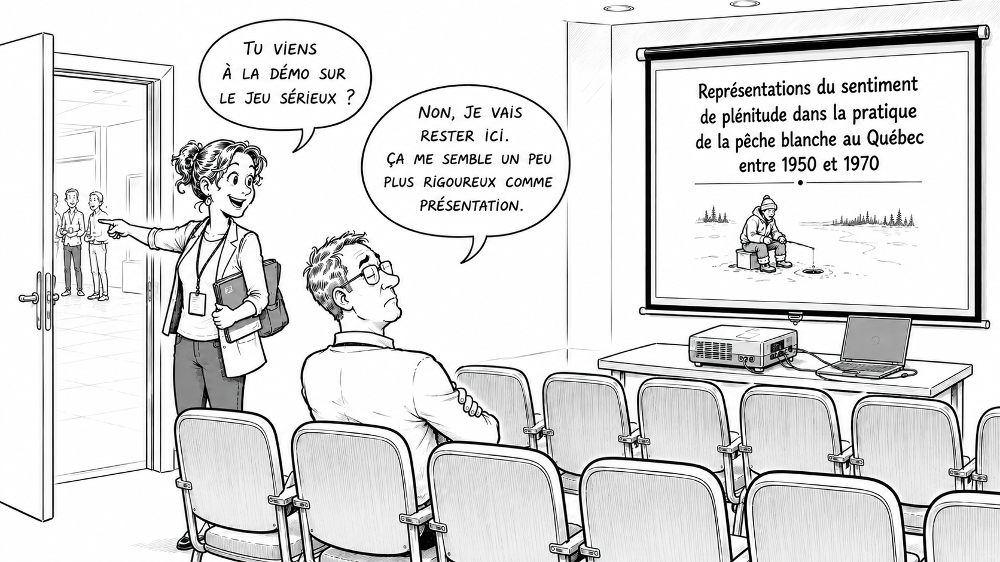 TU VIENS
À LA DÉMO SUR
LE JEU SÉRIEUX ?
NON, JE VAIS
RESTER ICI.
ÇA ME SEMBLE UN PEU
PLUS RIGOUREUX COMME
PRÉSENTATION.
Représentations du sentiment
de plénitude dans la pratique
de la pêche blanche au Québec
entre 1950 et 1970